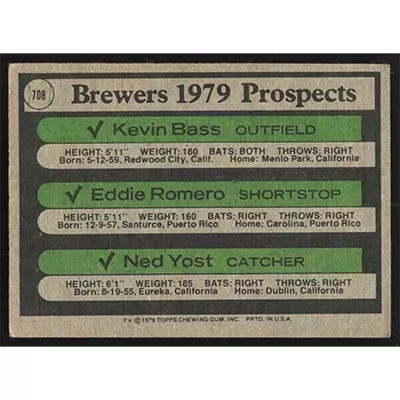 708
Brewers 1979 Prospects
✓ Kevin Bass OUTFIELD
HEIGHT: 5'11" WEIGHT: 180 BATS: BOTH THROWS: RIGHT
Born: 5-12-59, Redwood City, Calif. Home: Menlo Park, California
✓ Eddie Romero SHORTSTOP
HEIGHT: 5'11" WEIGHT: 160 BATS: RIGHT THROWS: RIGHT
Born: 12-9-57, Santurce, Puerto Rico Home: Carolina, Puerto Rico
✓ Ned Yost CATCHER
HEIGHT: 6'1" WEIGHT: 185 BATS: RIGHT THROWS: RIGHT
Born: 8-19-55, Eureka, California Home: Dublin, California
© 1979 TOPPS CHEWING GUM, INC. PRTD. IN U.S.A.